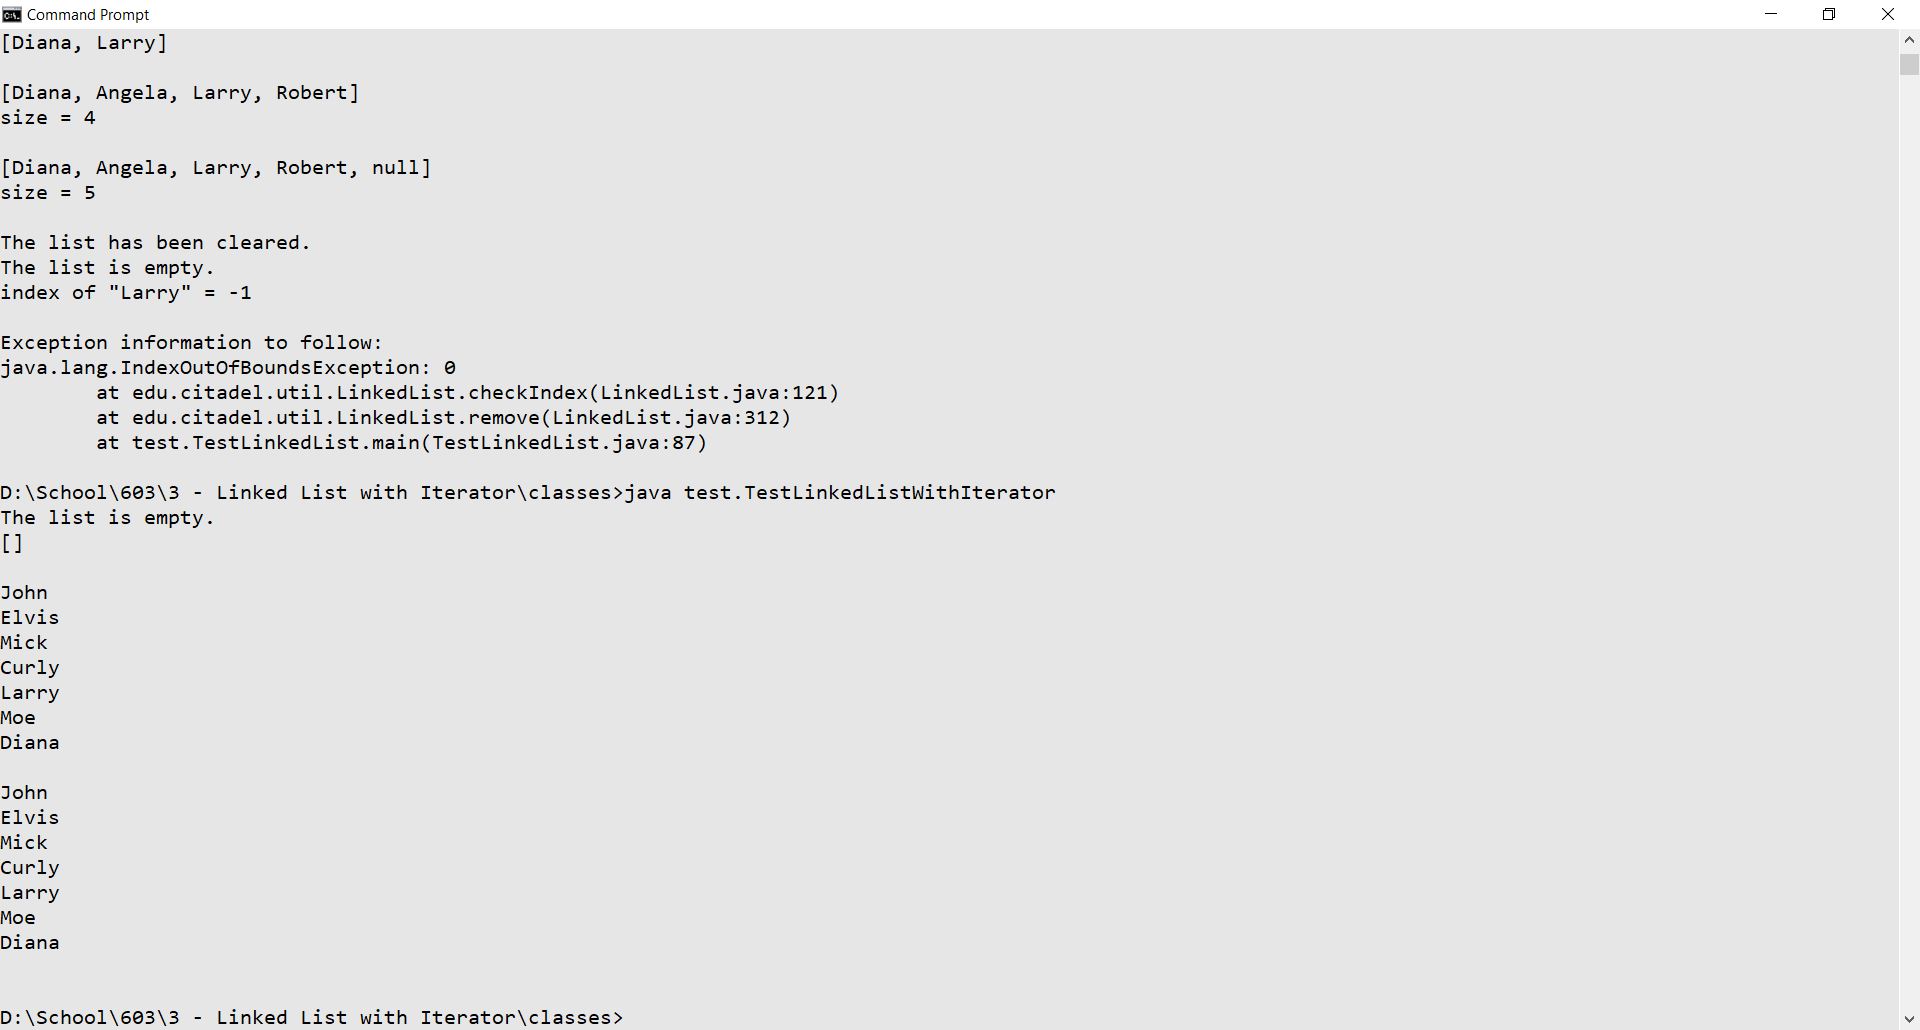 Command Prompt
[Diana, Larry]
[Diana, Angela, Larry, Robert]
size = 4
[Diana, Angela, Larry, Robert, null]
size = 5
The list has been cleared.
The list is empty.
index of "Larry" = -1
Exception information to follow:
java.lang.IndexOutOfBoundsException: 0
        at edu.citadel.util.LinkedList.checkIndex(LinkedList.java:121)
        at edu.citadel.util.LinkedList.remove(LinkedList.java:312)
        at test.TestLinkedList.main(TestLinkedList.java:87)
D:\School\603\3 - Linked List with Iterator\classes>java test.TestLinkedListWithIterator
The list is empty.
[]
John
Elvis
Mick
Curly
Larry
Moe
Diana
John
Elvis
Mick
Curly
Larry
Moe
Diana
D:\School\603\3 - Linked List with Iterator\classes>